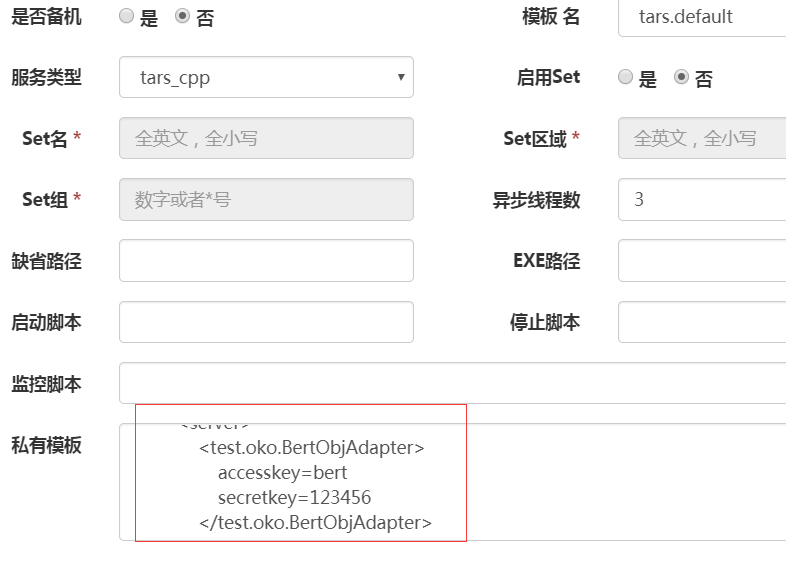 是否备机 是 否 模板 名 tars.default
服务类型 tars_cpp 启用Set 是 否
Set名 * 全英文，全小写 Set区域 * 全英文，全小写
Set组 * 数字或者*号 异步线程数 3
缺省路径 EXE路径
启动脚本 停止脚本
监控脚本
私有模板
<server>
<test.oko.BertObjAdapter>
accesskey=bert
secretkey=123456
</test.oko.BertObjAdapter>